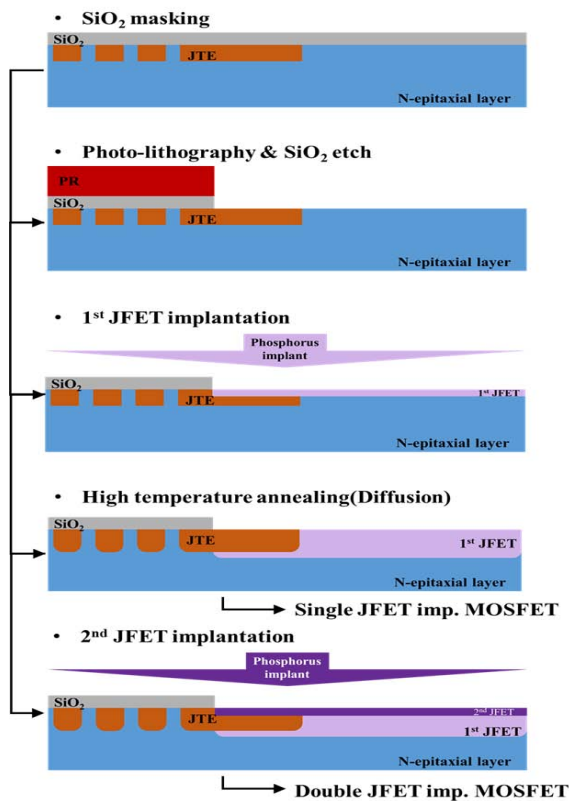 • SiO₂ masking
SiO₂
JTE
N-epitaxial layer
• Photo-lithography & SiO₂ etch
PR
SiO₂
JTE
N-epitaxial layer
• 1ˢᵗ JFET implantation
Phosphorus
implant
SiO₂
1ˢᵗ JFET
JTE
N-epitaxial layer
• High temperature annealing(Diffusion)
SiO₂
JTE
1ˢᵗ JFET
N-epitaxial layer
Single JFET imp. MOSFET
• 2ⁿᵈ JFET implantation
Phosphorus
implant
SiO₂
2ⁿᵈ JFET
JTE
1ˢᵗ JFET
N-epitaxial layer
Double JFET imp. MOSFET